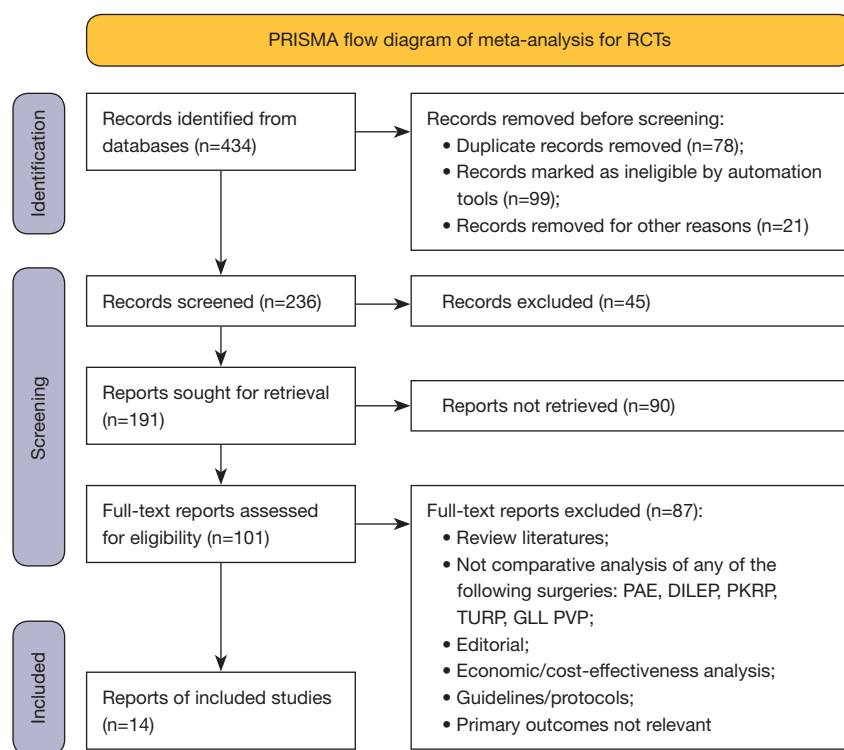 PRISMA flow diagram of meta-analysis for RCTs
Identification
Records identified from
databases (n=434)
Records removed before screening:
• Duplicate records removed (n=78);
• Records marked as ineligible by automation
tools (n=99);
• Records removed for other reasons (n=21)
Screening
Records screened (n=236)
Records excluded (n=45)
Reports sought for retrieval
(n=191)
Reports not retrieved (n=90)
Full-text reports assessed
for eligibility (n=101)
Full-text reports excluded (n=87):
• Review literatures;
• Not comparative analysis of any of the
following surgeries: PAE, DILEP, PKRP,
TURP, GLL PVP;
• Editorial;
• Economic/cost-effectiveness analysis;
• Guidelines/protocols;
• Primary outcomes not relevant
Included
Reports of included studies
(n=14)